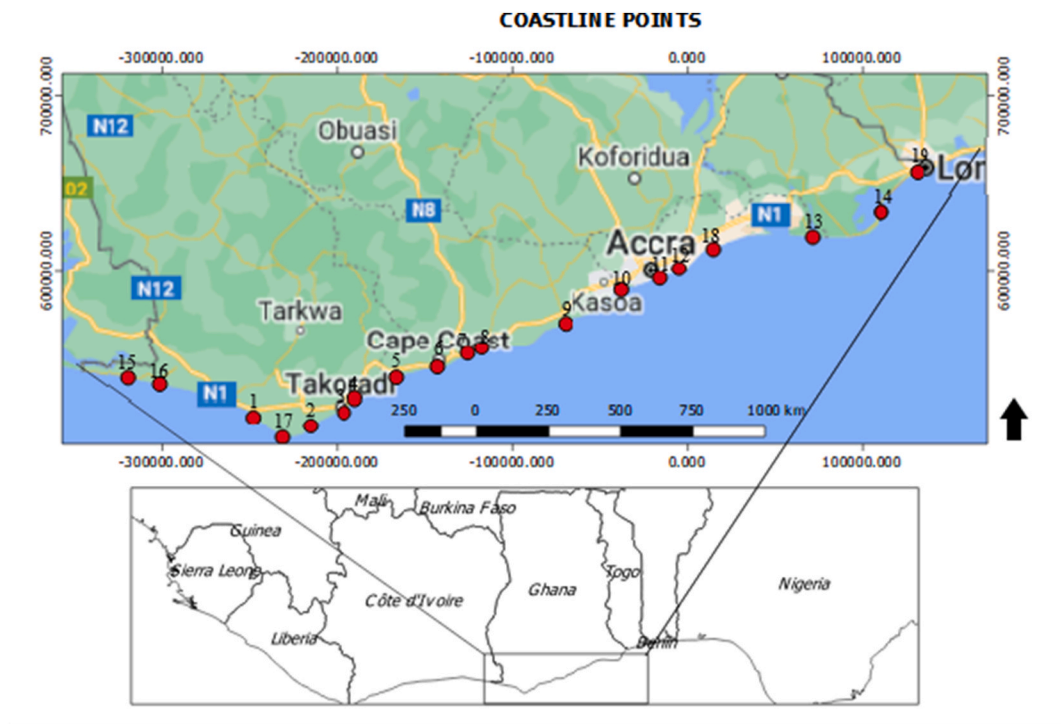 COASTLINE POINTS
-300000.000 -200000.000 -100000.000 0.000 100000.000
700000.000 700000.000
N12
Obuasi
Koforidua
19
Lor
02
N8
N1
14
13
Accra
18
12
11
600000.000 600000.000
N12
10
Kasoa
Tarkwa
9
Cape Coast
8
7
6
15
16
5
N1
Takoradi
4
3
1
2
17
250 0 250 500 750 1000 km
-300000.000 -200000.000 -100000.000 0.000 100000.000
Mali
Burkina Faso
Guinea
Sierra Leone
Côte d'Ivoire
Ghana
Togo
Nigeria
Liberia
Benin